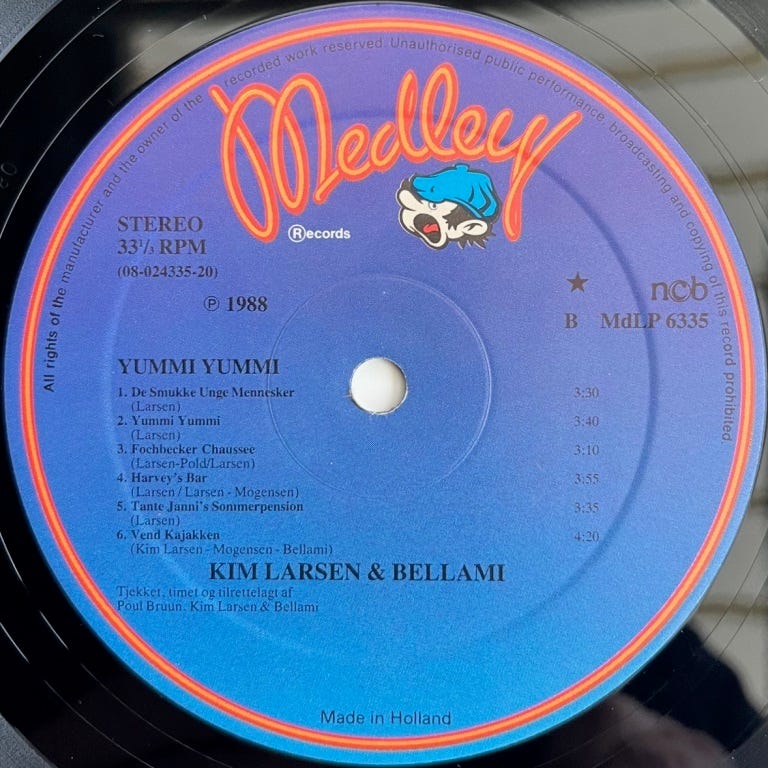 All rights of the manufacturer and the owner of the recorded work reserved. Unauthorised public performance, broadcasting and copying of this record prohibited.
Medley
Ⓡecords
STEREO
33 1/3 RPM
(08-024335-20)
℗ 1988
★ ncb
B MdLP 6335
YUMMI YUMMI
1. De Smukke Unge Mennesker 3:30
(Larsen)
2. Yummi Yummi 3:40
(Larsen)
3. Fochbecker Chaussee 3:10
(Larsen-Pold/Larsen)
4. Harvey's Bar 3:55
(Larsen / Larsen - Mogensen)
5. Tante Janni's Sommerpension 3:35
(Larsen)
6. Vend Kajakken 4:20
(Kim Larsen - Mogensen - Bellami)
KIM LARSEN & BELLAMI
Tjekket, timet og tilrettelagt af
Poul Bruun, Kim Larsen & Bellami
Made in Holland